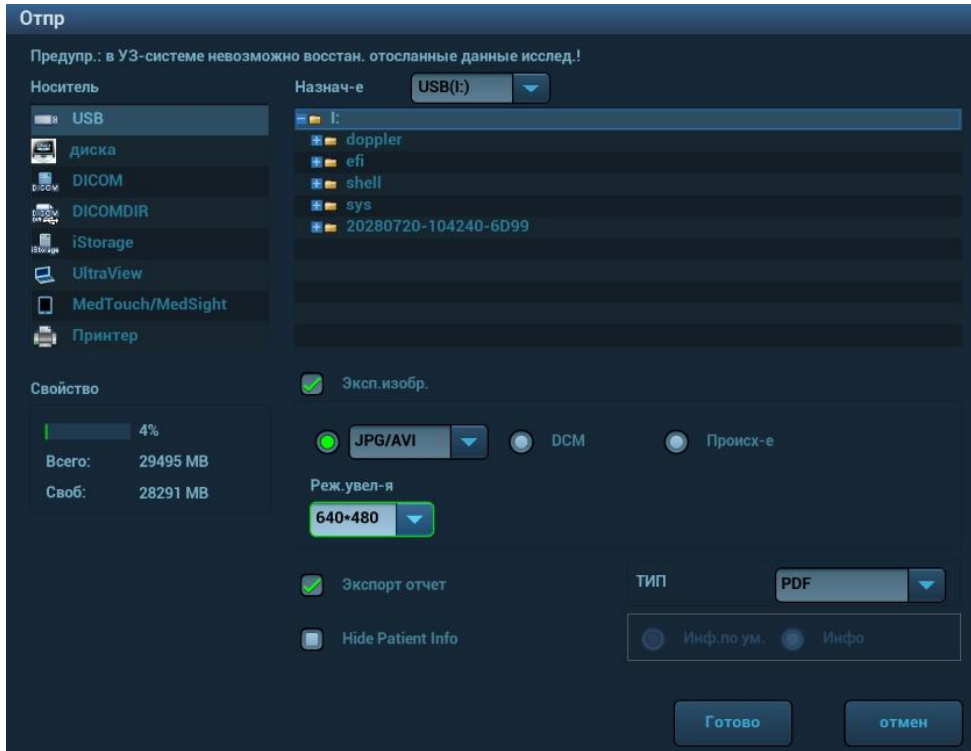 Отпр
Предупр.: в УЗ-системе невозможно восстан. отосланные данные исслед.!
Носитель
USB
диска
DICOM
DICOMDIR
iStorage
UltraView
MedTouch/MedSight
Принтер
Назнач-е USB(I:)
I:
doppler
efi
shell
sys
20280720-104240-6D99
Свойство
4%
Всего: 29495 MB
Своб: 28291 MB
Эксп.изобр.
JPG/AVI DCM Происх-е
Реж.увел-я
640*480
Экспорт отчет ТИП PDF
Hide Patient Info Инф.по ум. Инфо
Готово отмен